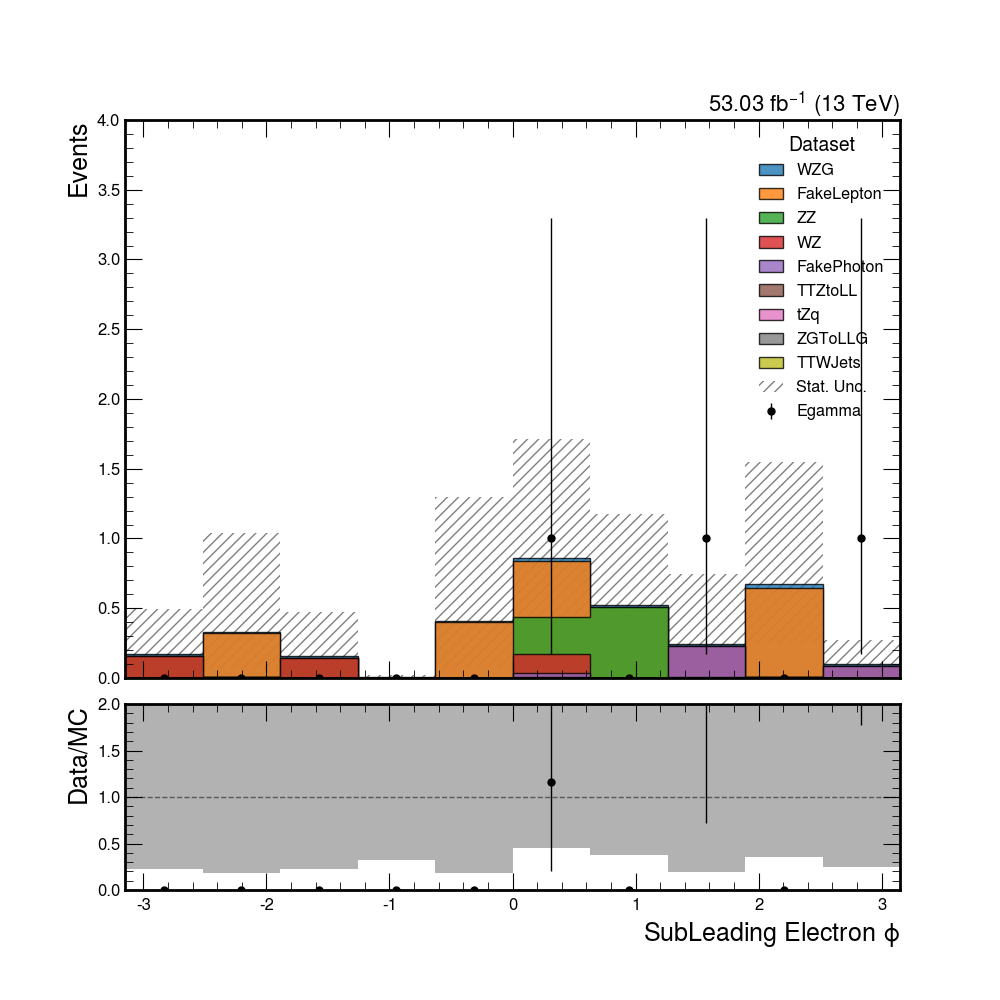 53.03 fb⁻¹ (13 TeV)
Events
4.0
3.5
3.0
2.5
2.0
1.5
1.0
0.5
0.0
Dataset
WZG
FakeLepton
ZZ
WZ
FakePhoton
TTZtoLL
tZq
ZGToLLG
TTWJets
Stat. Unc.
Egamma
Data/MC
2.0
1.5
1.0
0.5
0.0
-3 -2 -1 0 1 2 3
SubLeading Electron ϕ